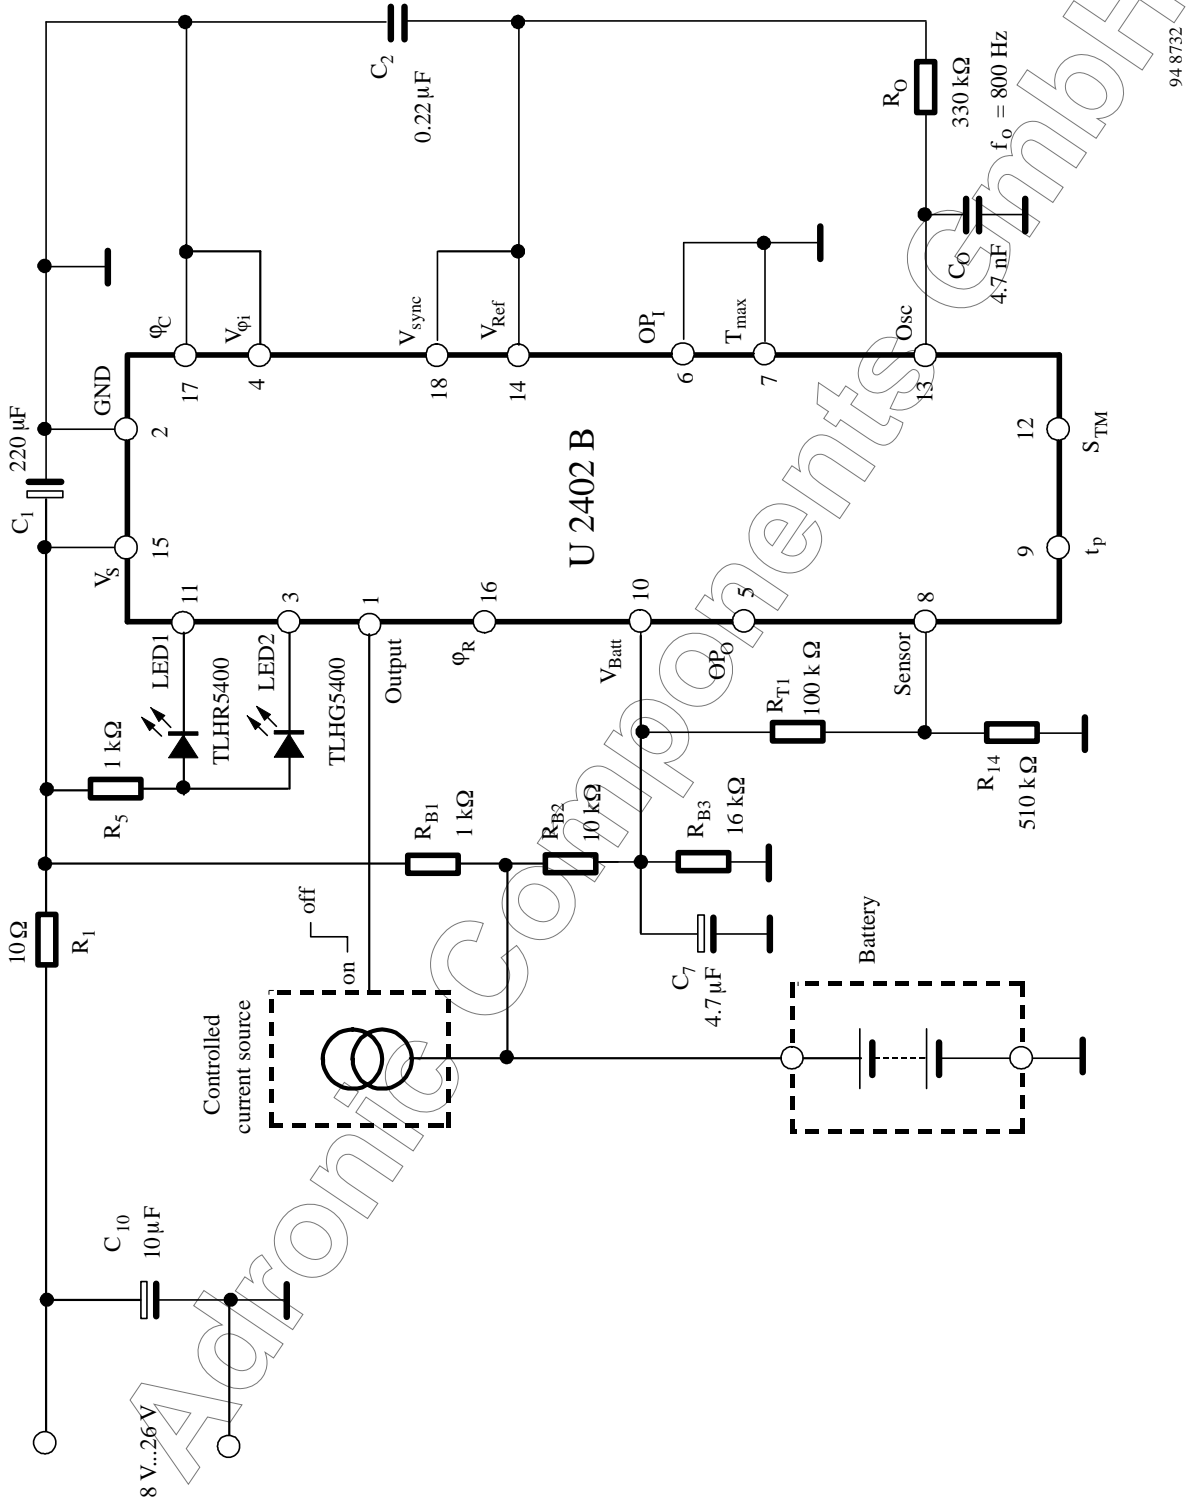 10 Ω
R1
C10
10 µF
8 V...26 V
Controlled
current source
on
off
R5
1 kΩ
LED1
TLHR5400
LED2
TLHG5400
RB1
1 kΩ
RB2
10 kΩ
RB3
16 kΩ
C7
4.7 µF
Battery
RT1
100 k Ω
R14
510 k Ω
C1
220 µF
VS
15
GND
2
11
3
1
Output
16
φR
10
VBatt
5
OPO
8
Sensor
U 2402 B
9
tp
12
STM
17
φC
4
Vφi
18
Vsync
14
VRef
6
OPI
7
Tmax
13
Osc
C2
0.22 µF
RO
330 kΩ
fo = 800 Hz
CO
4.7 nF
94 8732
Adronic Components GmbH